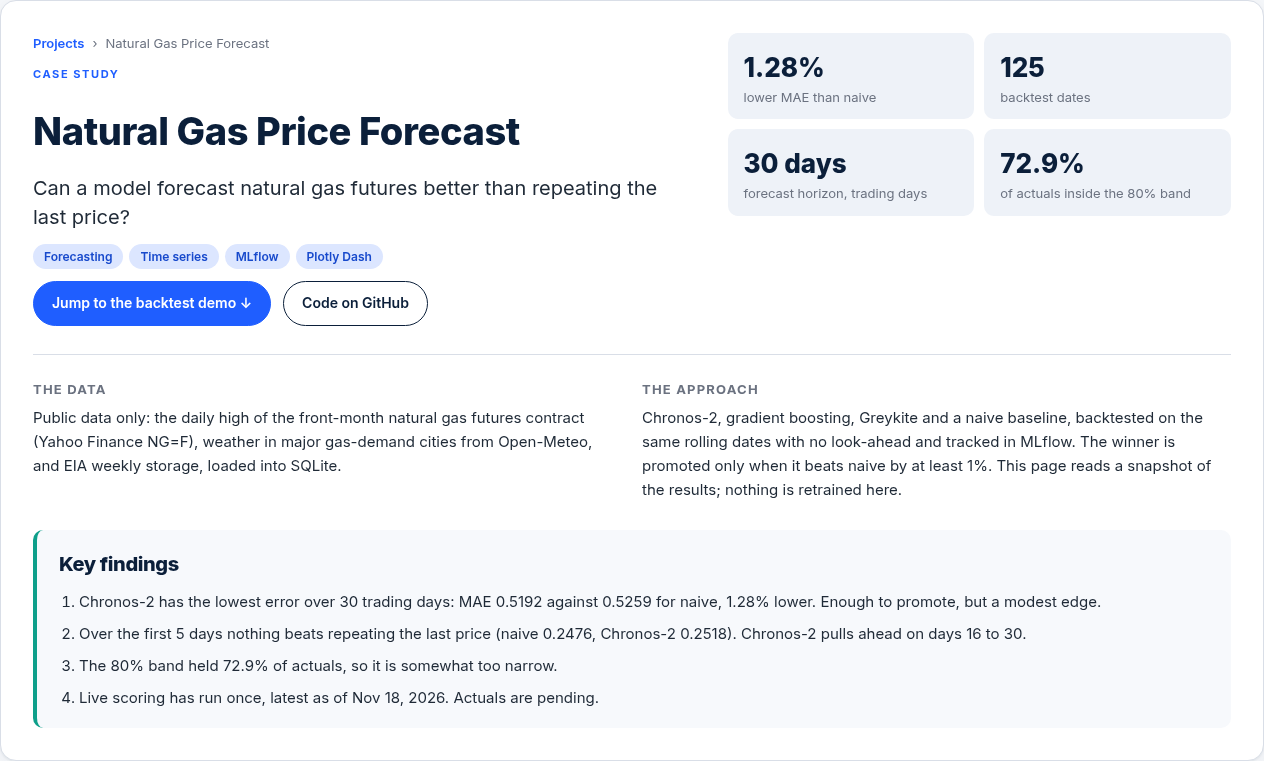 Projects › Natural Gas Price Forecast
CASE STUDY
Natural Gas Price Forecast
Can a model forecast natural gas futures better than repeating the
last price?
Forecasting
Time series
MLflow
Plotly Dash
Jump to the backtest demo ↓
Code on GitHub
1.28%
lower MAE than naive
125
backtest dates
30 days
forecast horizon, trading days
72.9%
of actuals inside the 80% band
THE DATA
Public data only: the daily high of the front-month natural gas futures contract
(Yahoo Finance NG=F), weather in major gas-demand cities from Open-Meteo,
and EIA weekly storage, loaded into SQLite.
THE APPROACH
Chronos-2, gradient boosting, Greykite and a naive baseline, backtested on the
same rolling dates with no look-ahead and tracked in MLflow. The winner is
promoted only when it beats naive by at least 1%. This page reads a snapshot of
the results; nothing is retrained here.
Key findings
1. Chronos-2 has the lowest error over 30 trading days: MAE 0.5192 against 0.5259 for naive, 1.28% lower. Enough to promote, but a modest edge.
2. Over the first 5 days nothing beats repeating the last price (naive 0.2476, Chronos-2 0.2518). Chronos-2 pulls ahead on days 16 to 30.
3. The 80% band held 72.9% of actuals, so it is somewhat too narrow.
4. Live scoring has run once, latest as of Nov 18, 2026. Actuals are pending.